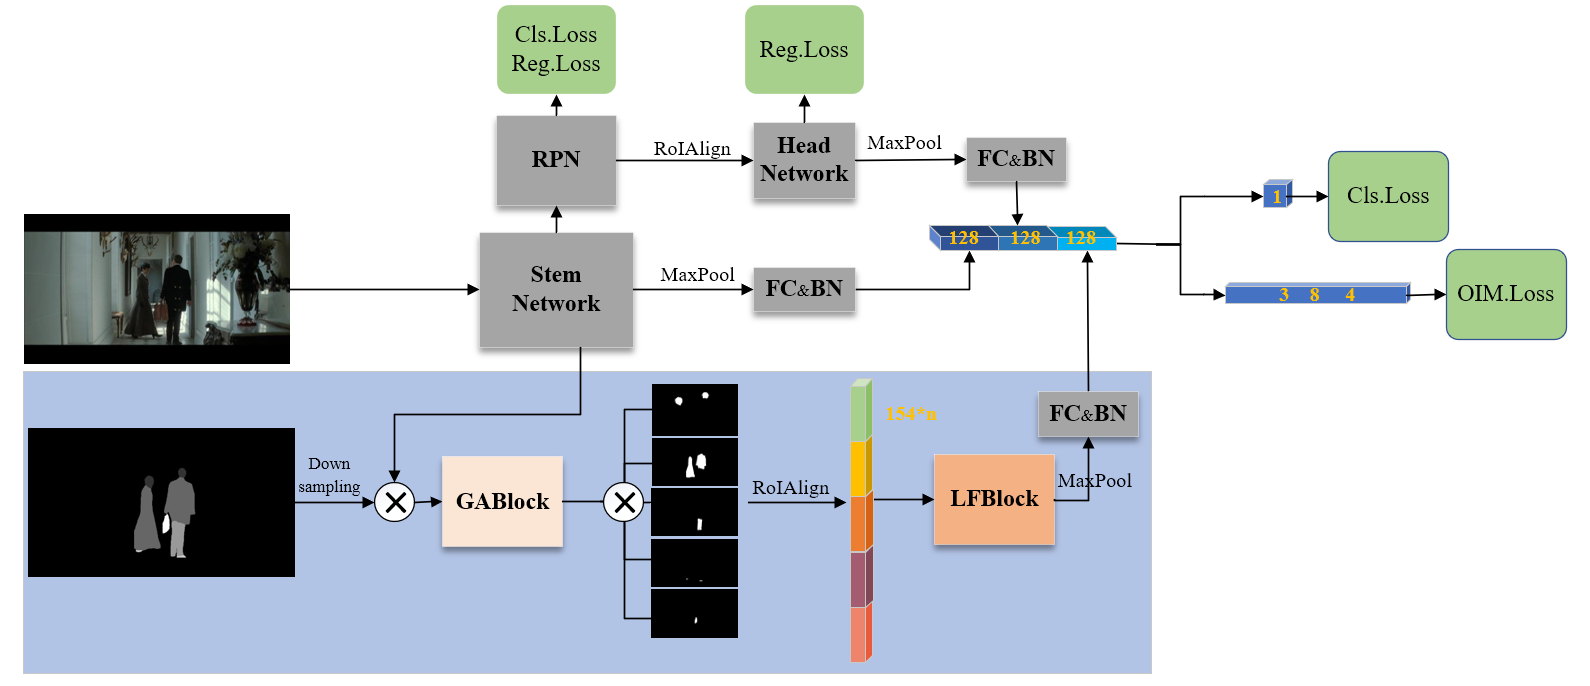 Cls.Loss
Reg.Loss
Reg.Loss
RPN
RoIAlign
Head
Network
MaxPool
FC&BN
Cls.Loss
1
128 128 128
Stem
Network
MaxPool
FC&BN
3 8 4
OIM.Loss
Down
sampling
GABlock
RoIAlign
154*n
LFBlock
MaxPool
FC&BN